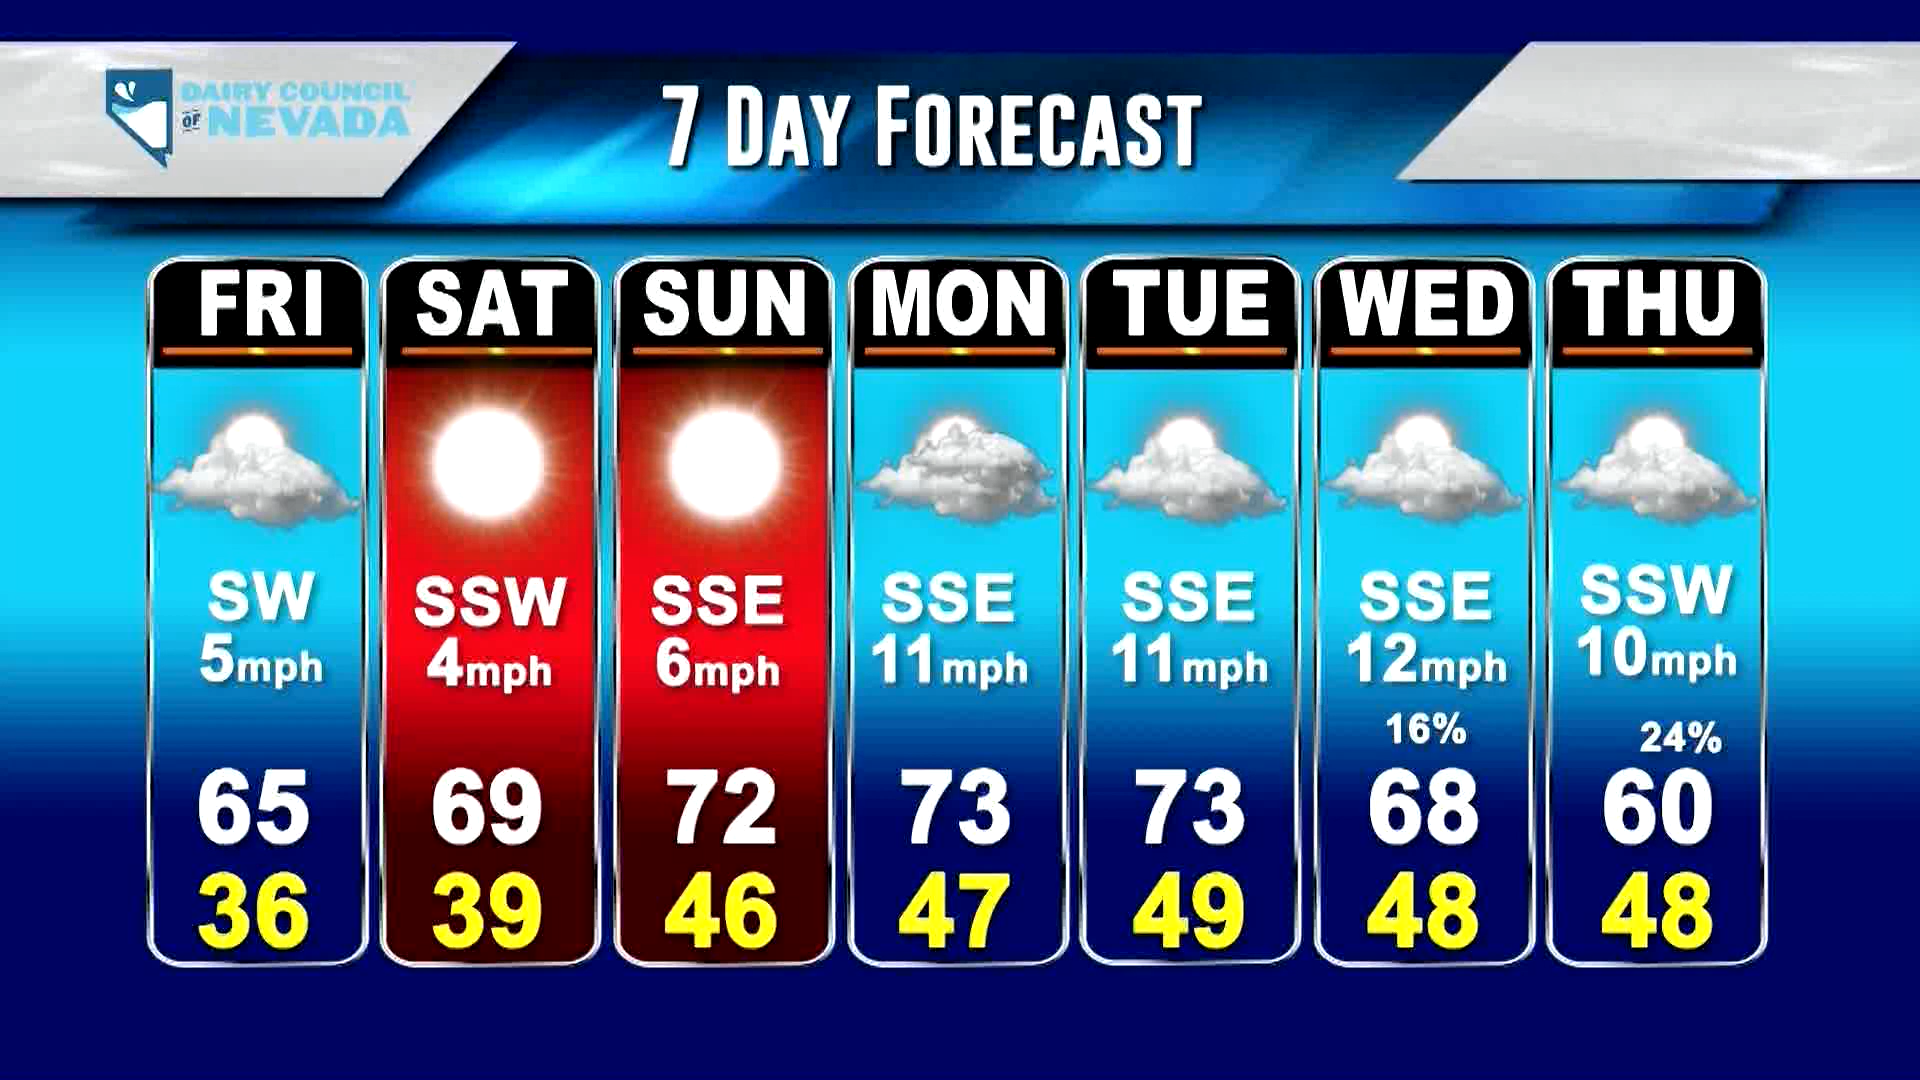 DAIRY COUNCIL
OF NEVADA
7 DAY FORECAST
FRI
SW
5mph
65
36
SAT
SSW
4mph
69
39
SUN
SSE
6mph
72
46
MON
SSE
11mph
73
47
TUE
SSE
11mph
73
49
WED
SSE
12mph
16%
68
48
THU
SSW
10mph
24%
60
48